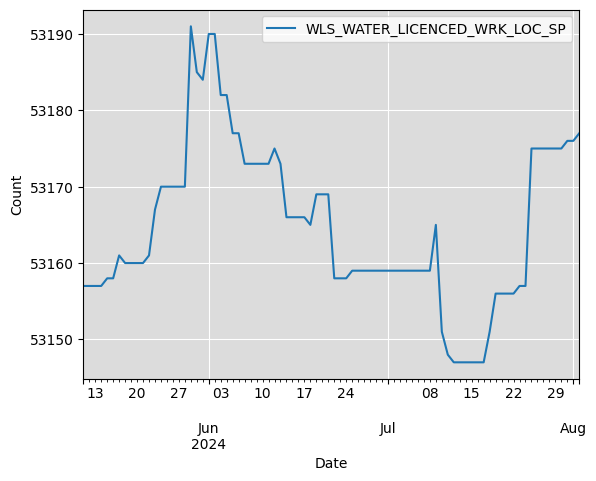 WLS_WATER_LICENCED_WRK_LOC_SP
53190
53180
53170
53160
53150
Count
13 20 27 03 10 17 24 08 15 22 29
Jun Jul Aug
2024
Date